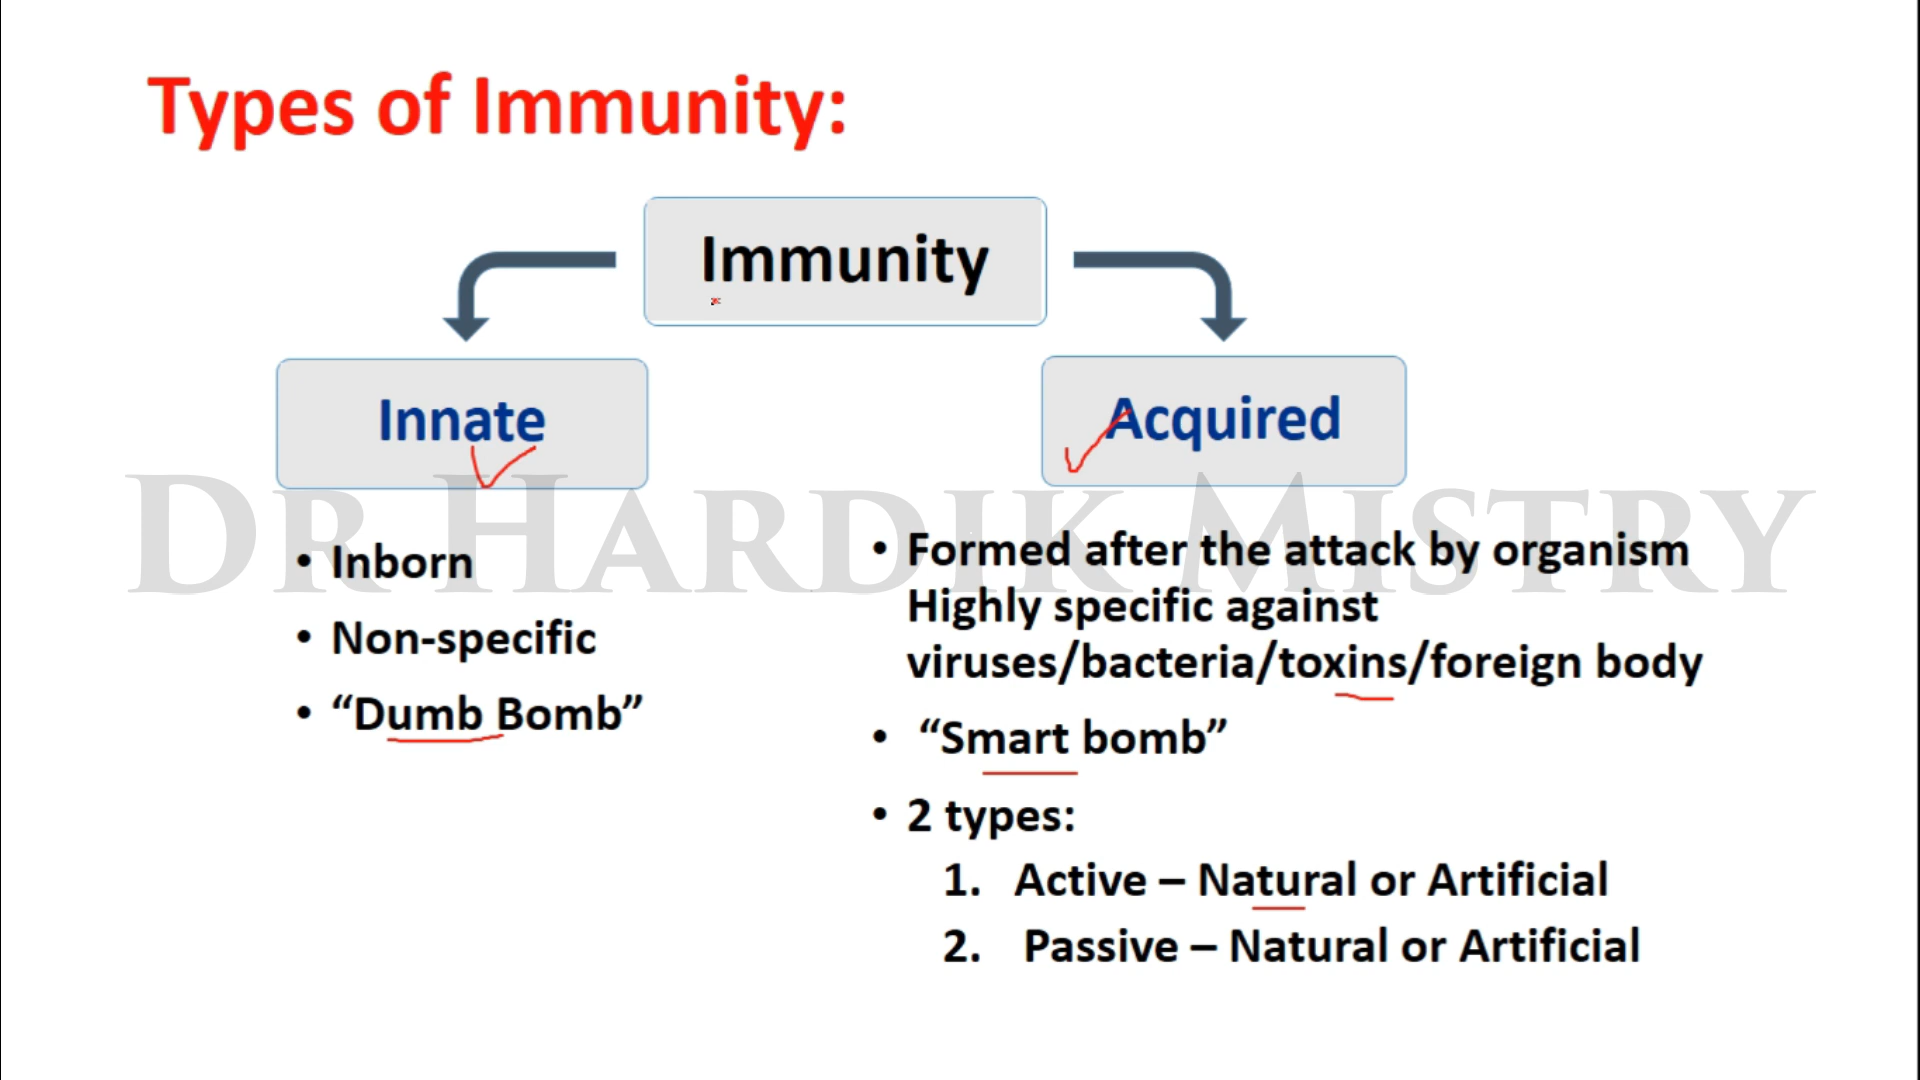 Types of Immunity:
Immunity
Innate
Acquired
DR HARDIK MISTRY
• Inborn
• Non-specific
• “Dumb Bomb”
• Formed after the attack by organism
Highly specific against
viruses/bacteria/toxins/foreign body
• “Smart bomb”
• 2 types:
1. Active – Natural or Artificial
2. Passive – Natural or Artificial